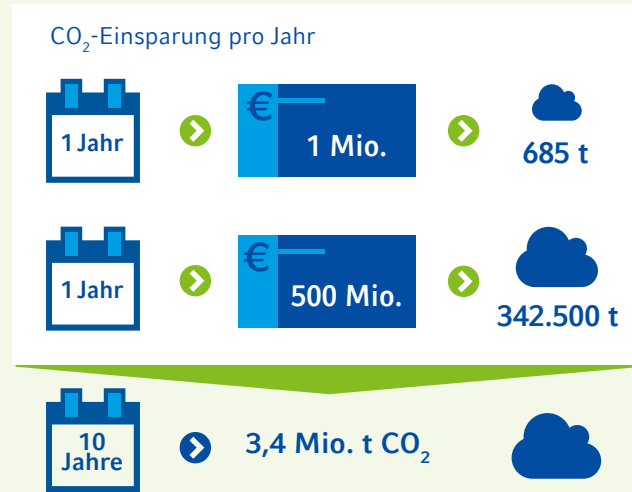 CO₂-Einsparung pro Jahr
1 Jahr
€
1 Mio.
685 t
1 Jahr
€
500 Mio.
342.500 t
10
Jahre
3,4 Mio. t CO₂